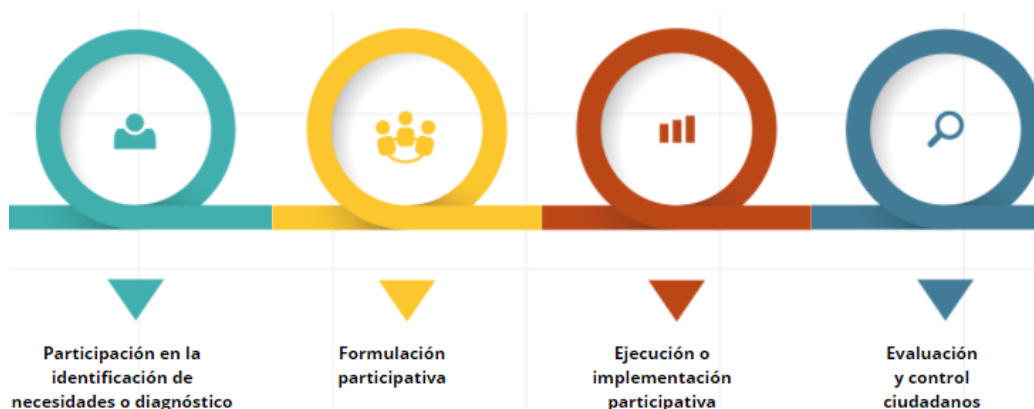 Participación en la
identificación de
necesidades o diagnóstico
Formulación
participativa
Ejecución o
implementación
participativa
Evaluación
y control
ciudadanos